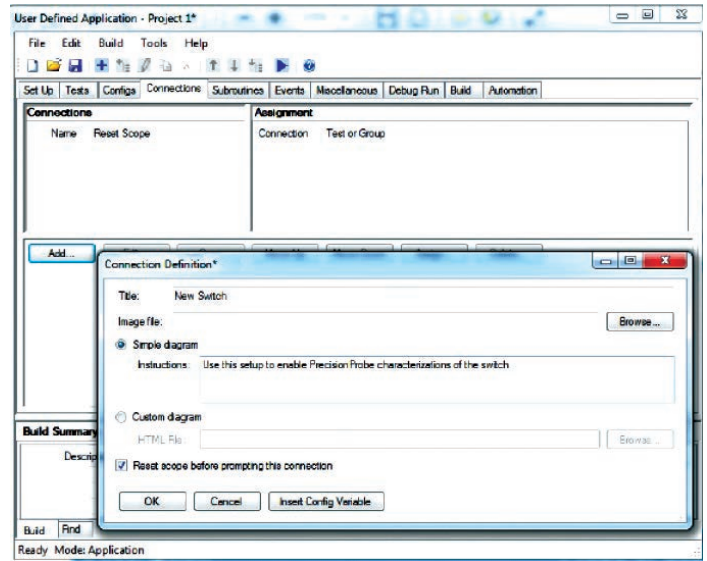 User Defined Application - Project 1*
File Edit Build Tools Help
Set Up Tests Configs Connections Subroutines Events Miscellaneous Debug Run Build Automation
Connections
Name Reset Scope
Assignment
Connection Test or Group
Add...
Connection Definition*
Title: New Switch
Image file:
Browse...
Simple diagram
Instructions: Use this setup to enable PrecisionProbe characterizations of the switch
Custom diagram
HTML File:
Browse...
Reset scope before prompting this connection
OK Cancel Insert Config Variable
Build Summary
Descrip
Build Find
Ready Mode: Application